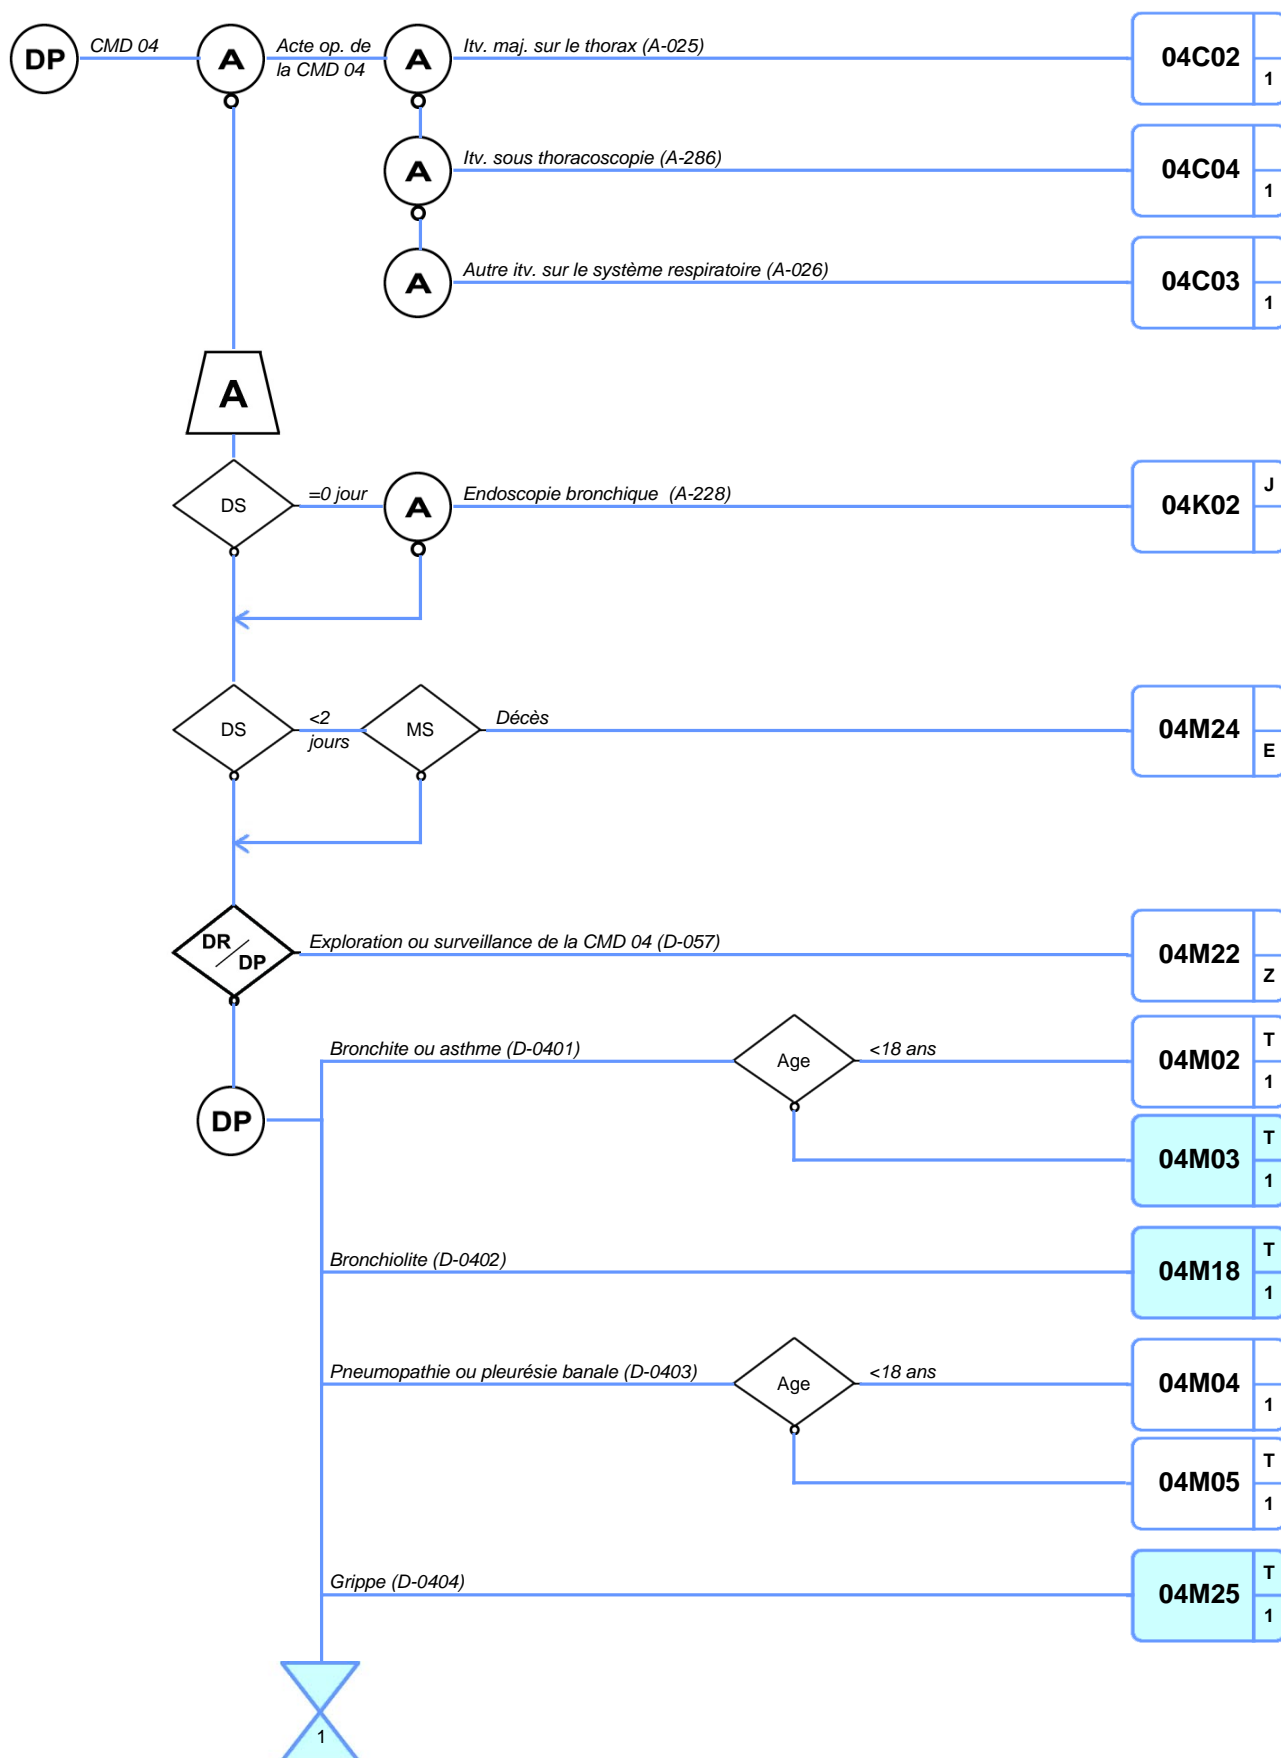 DP
CMD 04
A
Acte op. de
la CMD 04
A
Itv. maj. sur le thorax (A-025)
04C02
1
A
Itv. sous thoracoscopie (A-286)
04C04
1
A
Autre itv. sur le système respiratoire (A-026)
04C03
1
A
DS
=0 jour
A
Endoscopie bronchique (A-228)
04K02
J
DS
<2
jours
MS
Décès
04M24
E
DR
DP
Exploration ou surveillance de la CMD 04 (D-057)
04M22
Z
DP
Bronchite ou asthme (D-0401)
Age
<18 ans
04M02
T
1
04M03
T
1
Bronchiolite (D-0402)
04M18
T
1
Pneumopathie ou pleurésie banale (D-0403)
Age
<18 ans
04M04
1
04M05
T
1
Grippe (D-0404)
04M25
T
1
1